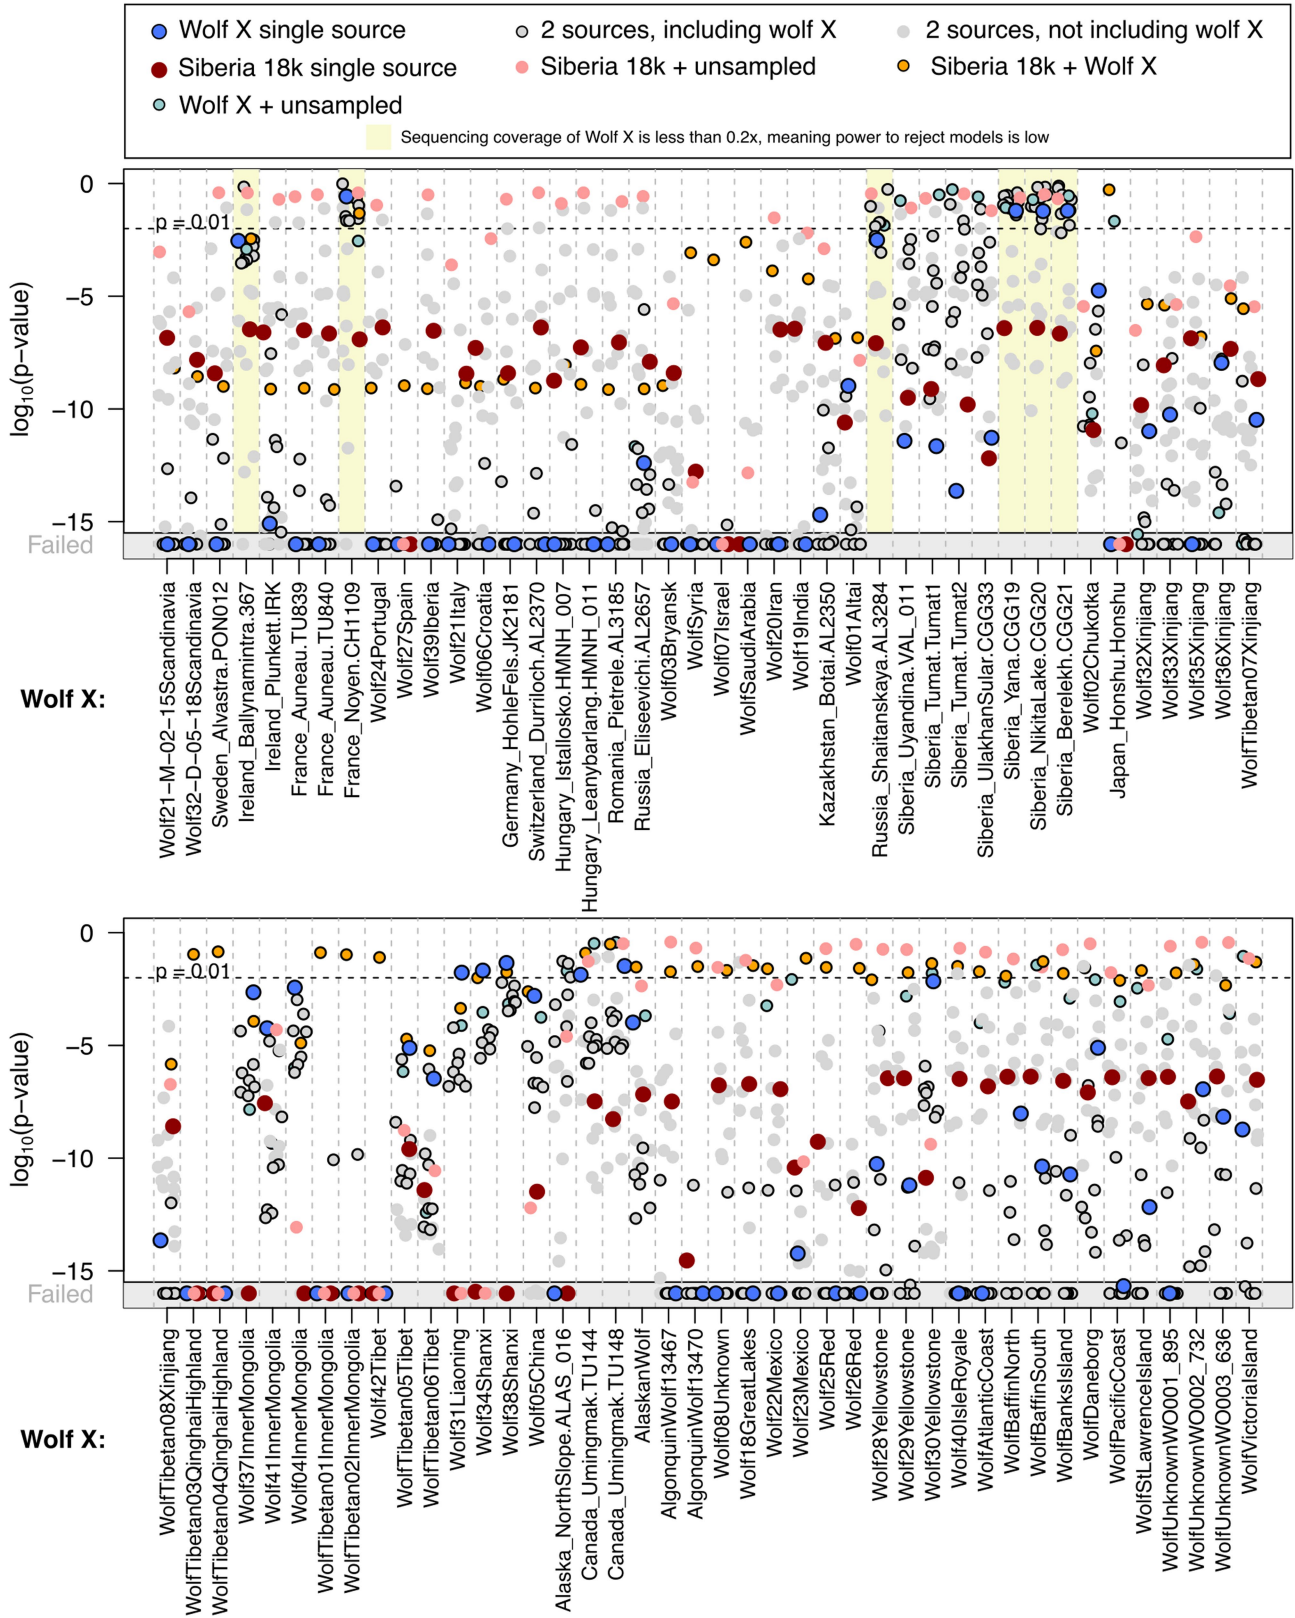 Wolf X single source
2 sources, including wolf X
2 sources, not including wolf X
Siberia 18k single source
Siberia 18k + unsampled
Siberia 18k + Wolf X
Wolf X + unsampled
Sequencing coverage of Wolf X is less than 0.2x, meaning power to reject models is low
log10(p−value)
0
p = 0.01
−5
−10
−15
Failed
Wolf X:
Wolf21−M−02−15Scandinavia
Wolf32−D−05−18Scandinavia
Sweden_Alvastra.PON012
Ireland_Ballynamintra.367
Ireland_Plunkett.IRK
France_Auneau.TU839
France_Auneau.TU840
France_Noyen.CH1109
Wolf24Portugal
Wolf27Spain
Wolf39Iberia
Wolf21Italy
Wolf06Croatia
Germany_HohleFels.JK2181
Switzerland_Durrloch.AL2370
Hungary_Istallosko.HMNH_007
Hungary_Leanybarlang.HMNH_011
Romania_Pietrele.AL3185
Russia_Eliseevichi.AL2657
Wolf03Bryansk
WolfSyria
Wolf07Israel
WolfSaudiArabia
Wolf20Iran
Wolf19India
Kazakhstan_Botai.AL2350
Wolf01Altai
Russia_Shaitanskaya.AL3284
Siberia_Uyandina.VAL_011
Siberia_Tumat.Tumat1
Siberia_Tumat.Tumat2
Siberia_UlakhanSular.CGG33
Siberia_Yana.CGG19
Siberia_NikitaLake.CGG20
Siberia_Berelekh.CGG21
Wolf02Chukotka
Japan_Honshu.Honshu
Wolf32Xinjiang
Wolf33Xinjiang
Wolf35Xinjiang
Wolf36Xinjiang
WolfTibetan07Xinjiang
log10(p−value)
0
p = 0.01
−5
−10
−15
Failed
Wolf X:
WolfTibetan08Xinjiang
WolfTibetan03QinghaiHighland
WolfTibetan04QinghaiHighland
Wolf37InnerMongolia
Wolf41InnerMongolia
Wolf04InnerMongolia
WolfTibetan01InnerMongolia
WolfTibetan02InnerMongolia
Wolf42Tibet
WolfTibetan05Tibet
WolfTibetan06Tibet
Wolf31Liaoning
Wolf34Shanxi
Wolf38Shanxi
Wolf05China
Alaska_NorthSlope.ALAS_016
Canada_Umingmak.TU144
Canada_Umingmak.TU148
AlaskanWolf
AlgonquinWolf13467
AlgonquinWolf13470
Wolf08Unknown
Wolf18GreatLakes
Wolf22Mexico
Wolf23Mexico
Wolf25Red
Wolf26Red
Wolf28Yellowstone
Wolf29Yellowstone
Wolf30Yellowstone
Wolf40IsleRoyale
WolfAtlanticCoast
WolfBaffinNorth
WolfBaffinSouth
WolfBanksIsland
WolfDaneborg
WolfPacificCoast
WolfStLawrenceIsland
WolfUnknownWO001_895
WolfUnknownWO002_732
WolfUnknownWO003_636
WolfVictoriaIsland